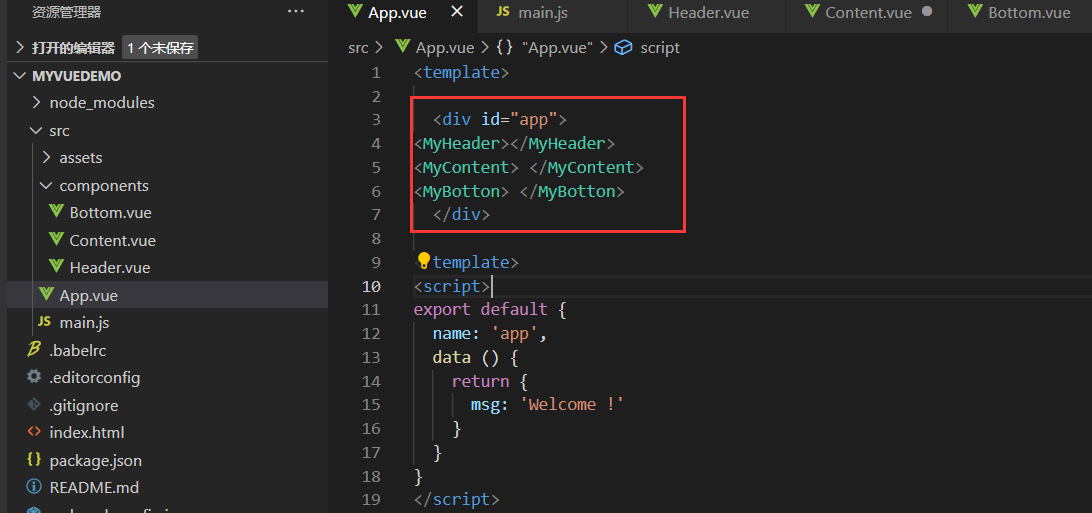 资源管理器
打开的编辑器 1 个未保存
MYVUEDEMO
node_modules
src
assets
components
Bottom.vue
Content.vue
Header.vue
App.vue
JS main.js
.babelrc
.editorconfig
.gitignore
index.html
package.json
README.md
App.vue JS main.js Header.vue Content.vue Bottom.vue
src > App.vue > {} "App.vue" > script
1 <template>
2
3 <div id="app">
4 <MyHeader></MyHeader>
5 <MyContent> </MyContent>
6 <MyBotton> </MyBotton>
7 </div>
8
9 template>
10 <script>
11 export default {
12 name: 'app',
13 data () {
14 return {
15 msg: 'Welcome !'
16 }
17 }
18 }
19 </script>